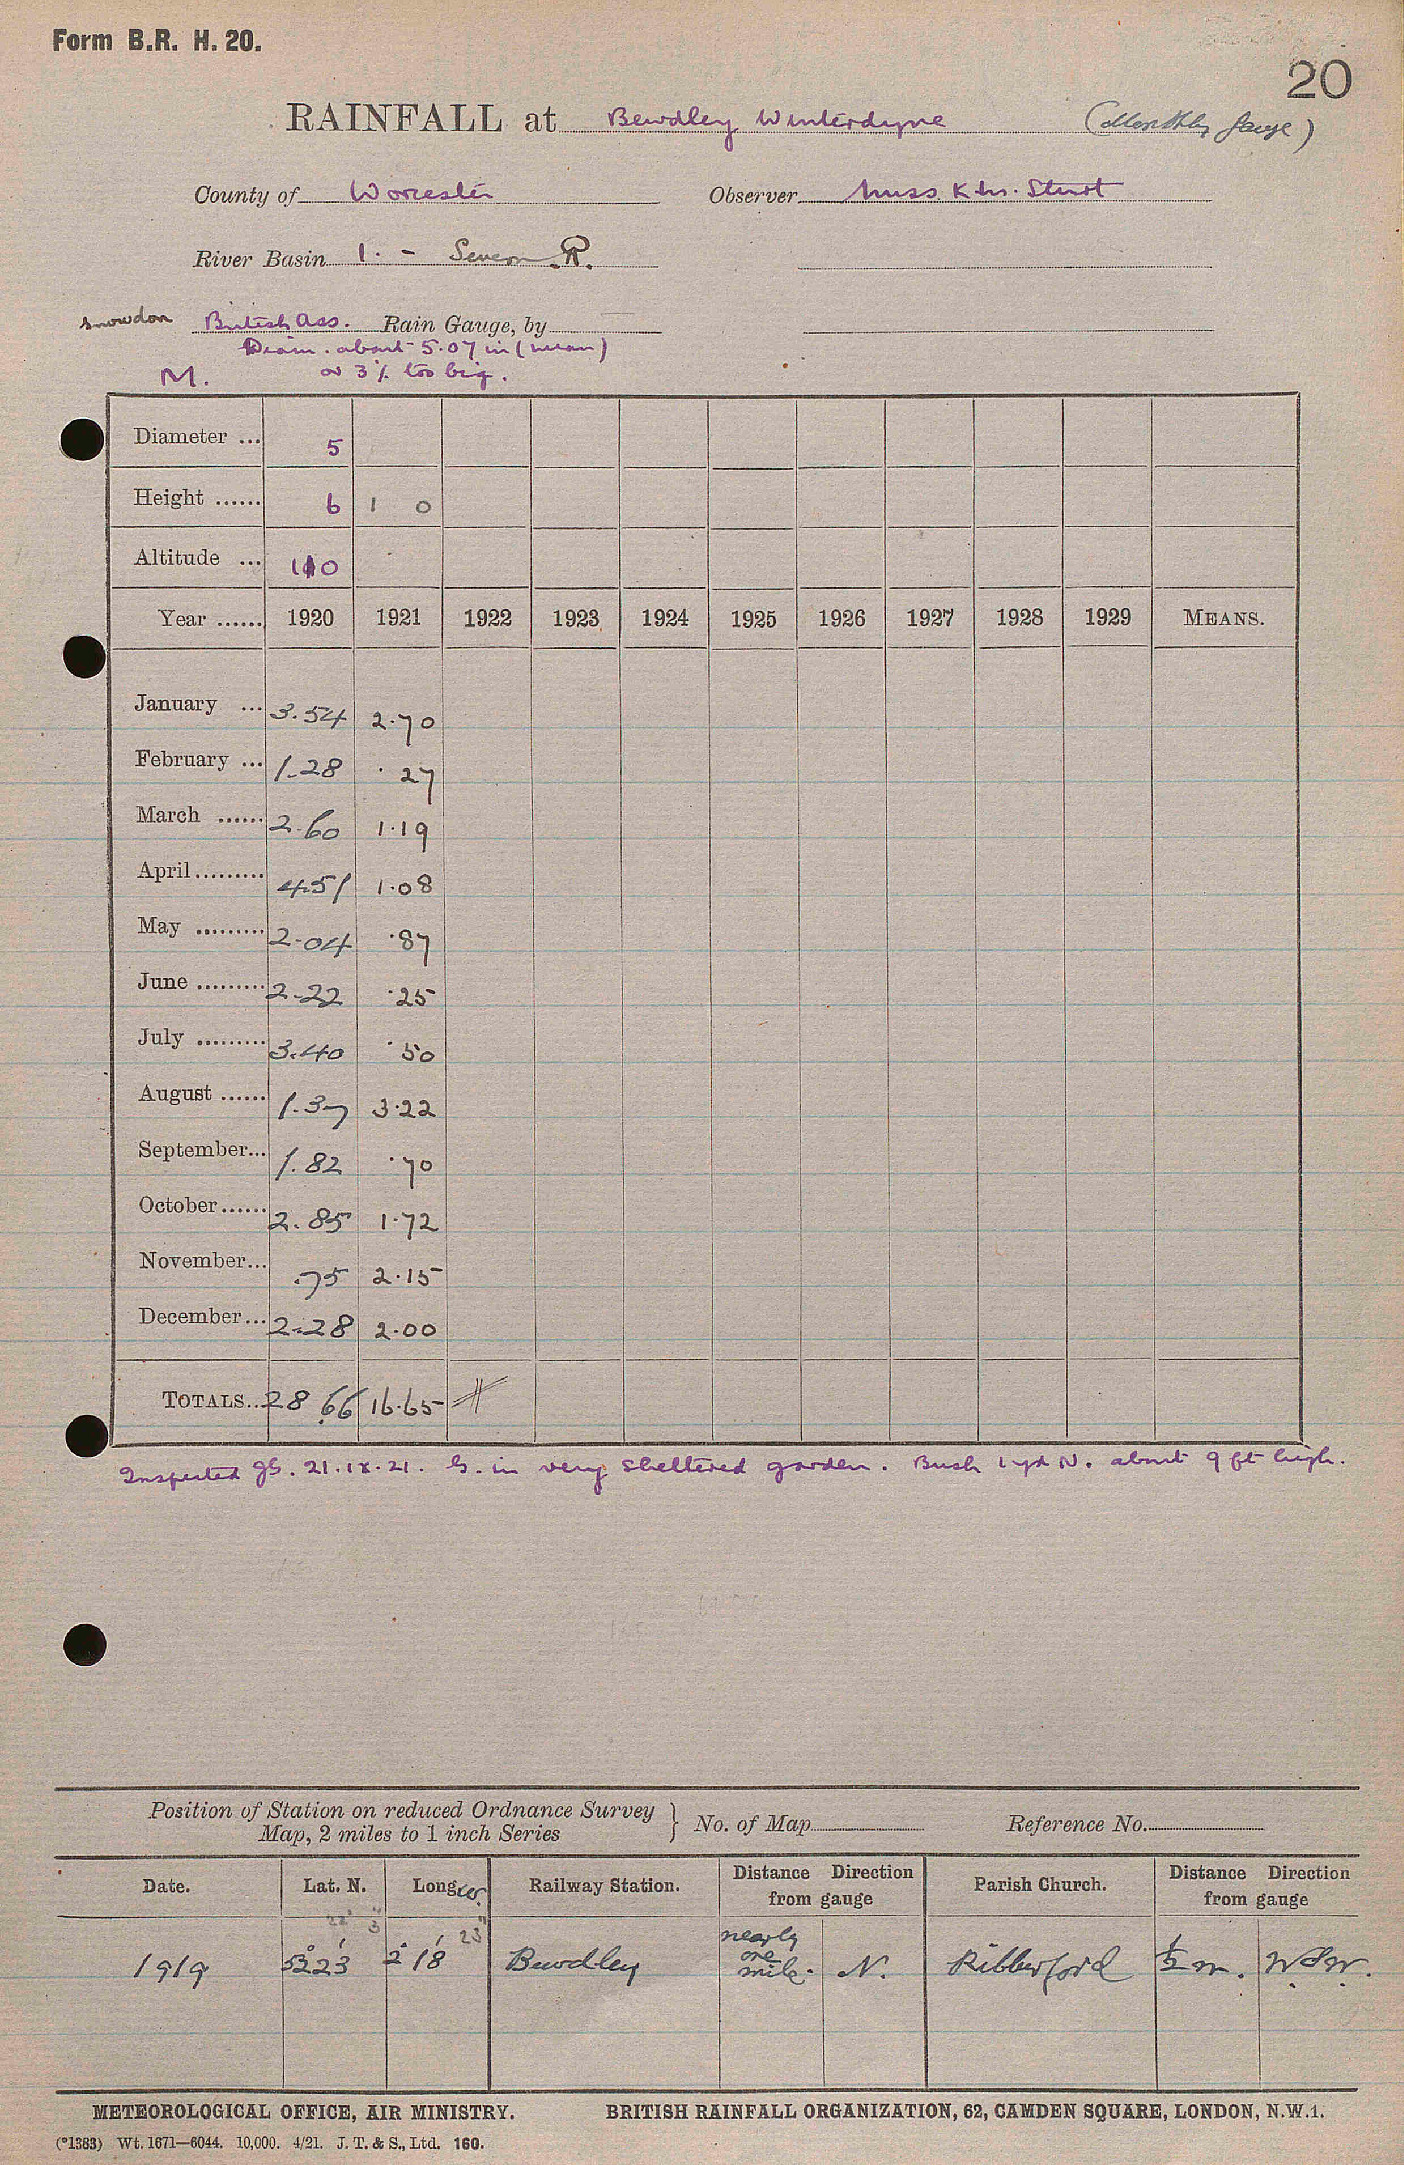 Form B.R. H. 20.
20
RAINFALL at Bewdley Winterdyne (Monthly gauge)
County of Worcester Observer Miss K. M. Sturt
River Basin 1. - Severn R.
Snowdon British Ass. Rain Gauge, by
Diam. about 5.07 in (mean)
M. or 3% too big.
Diameter ... 5
Height ...... 6 1 0
Altitude ... 110
Year ...... 1920 1921 1922 1923 1924 1925 1926 1927 1928 1929 MEANS.
January ... 3.54 2.70
February ... 1.28 .27
March ...... 2.60 1.19
April ......... 4.51 1.08
May ......... 2.04 .87
June ......... 2.22 .25
July ......... 3.40 .50
August ...... 1.37 3.22
September... 1.82 .70
October ...... 2.85 1.72
November... .75 2.15
December... 2.28 2.00
TOTALS... 28.66 16.65
Inspected JG. 21.IX.21. G. in very sheltered garden. Bush 1 yd N. about 9 ft high.
Position of Station on reduced Ordnance Survey } No. of Map Reference No.
Map, 2 miles to 1 inch Series
Date. Lat. N. Long W. Railway Station. Distance Direction from gauge Parish Church. Distance Direction from gauge
22' 3" 23"
1919 52° 23' 2° 18' Bewdley nearly one mile. N. Ribbesford ½ m. WSW.
METEOROLOGICAL OFFICE, AIR MINISTRY. BRITISH RAINFALL ORGANIZATION, 62, CAMDEN SQUARE, LONDON, N.W.1.
(*1383) Wt. 1671—6044. 10,000. 4/21. J. T. & S., Ltd. 160.